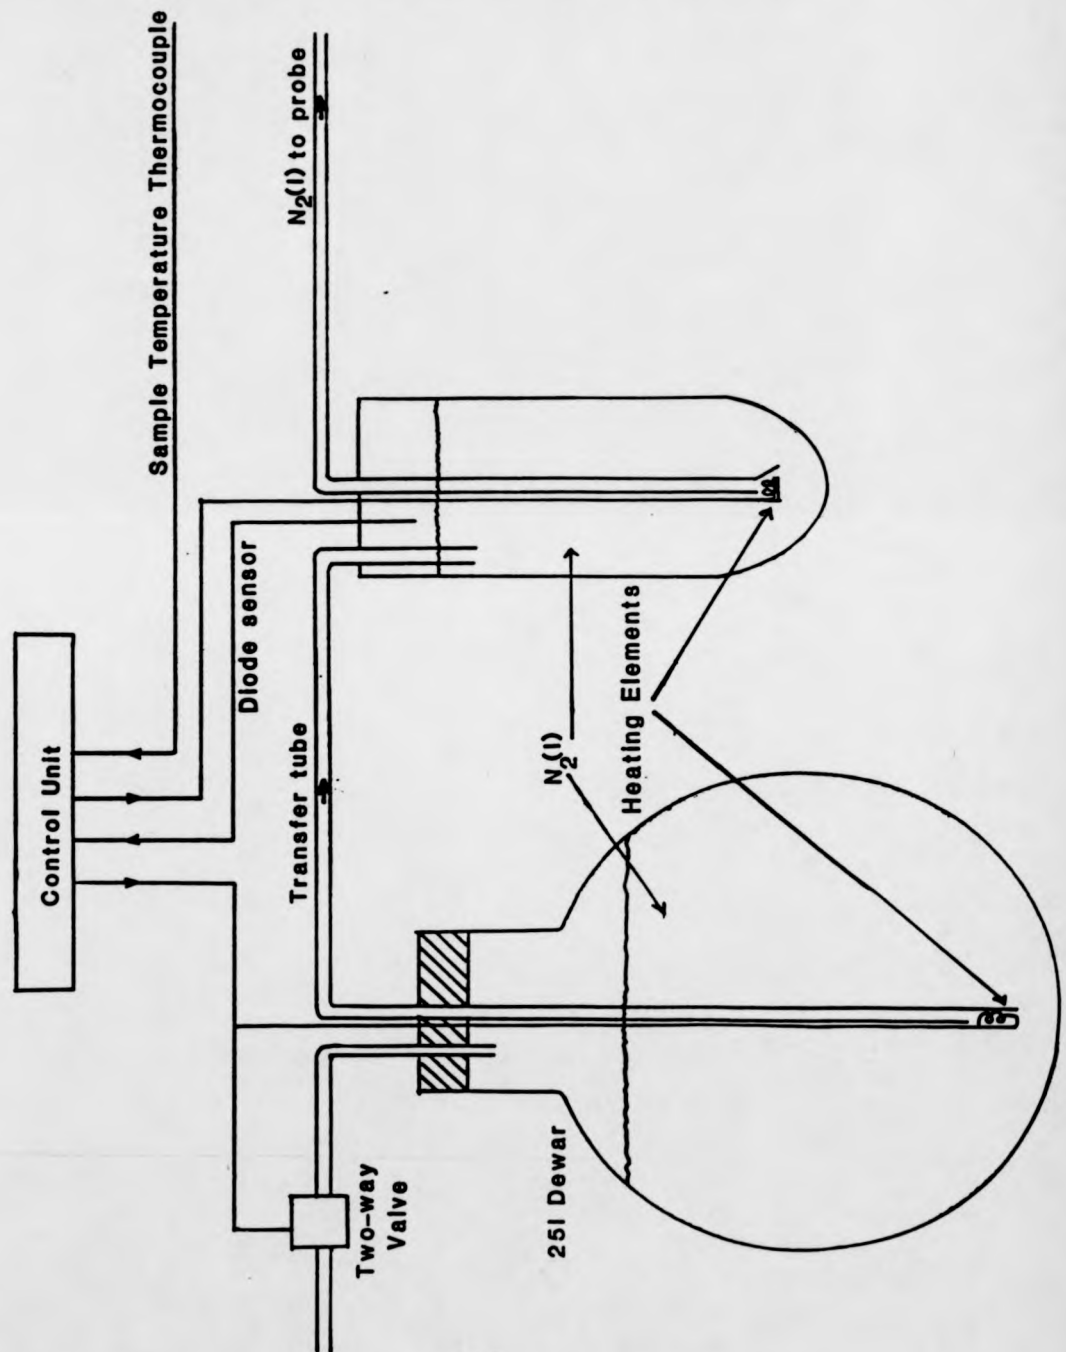 Control Unit
Sample Temperature Thermocouple
N₂(l) to probe
Diode sensor
Transfer tube
N₂(l)
Heating Elements
Two-way
Valve
25l Dewar